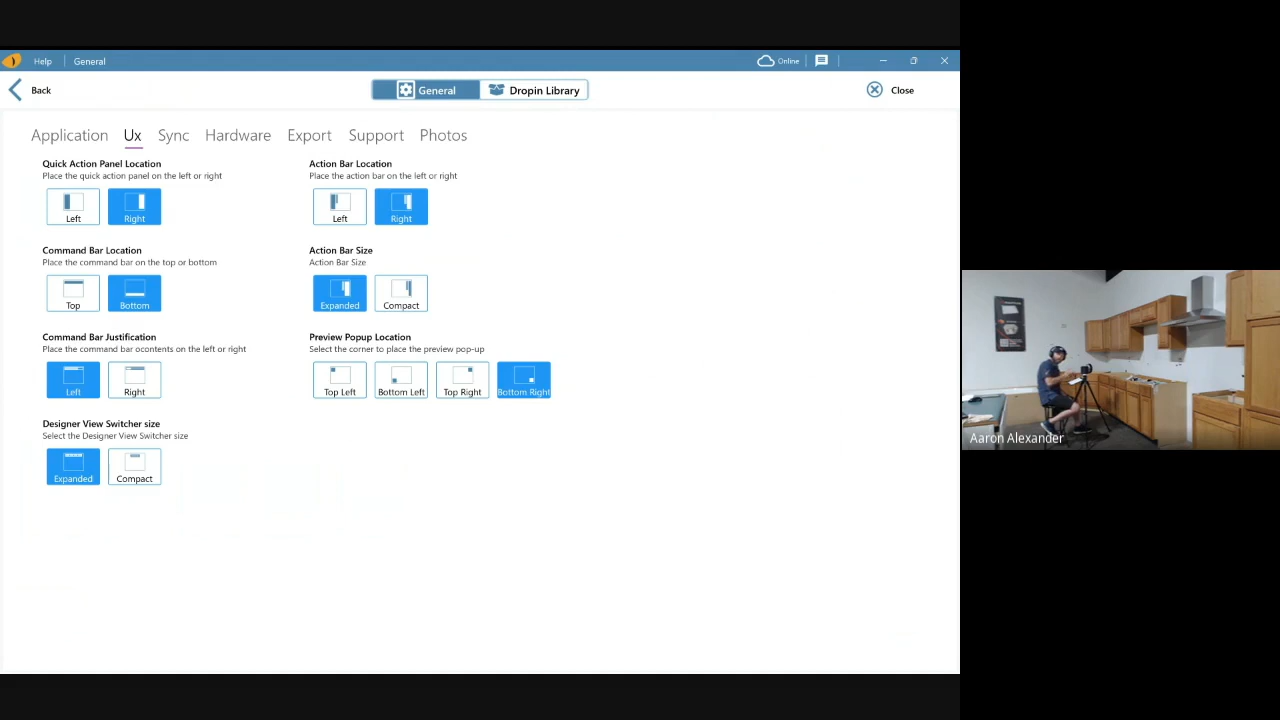 Help
General
Online
Back
General
Dropin Library
Close
Application
Ux
Sync
Hardware
Export
Support
Photos
Quick Action Panel Location
Place the quick action panel on the left or right
Left
Right
Action Bar Location
Place the action bar on the left or right
Left
Right
Command Bar Location
Place the command bar on the top or bottom
Top
Bottom
Action Bar Size
Action Bar Size
Expanded
Compact
Command Bar Justification
Place the command bar ocontents on the left or right
Left
Right
Preview Popup Location
Select the corner to place the preview pop-up
Top Left
Bottom Left
Top Right
Bottom Right
Designer View Switcher size
Select the Designer View Switcher size
Expanded
Compact
Aaron Alexander